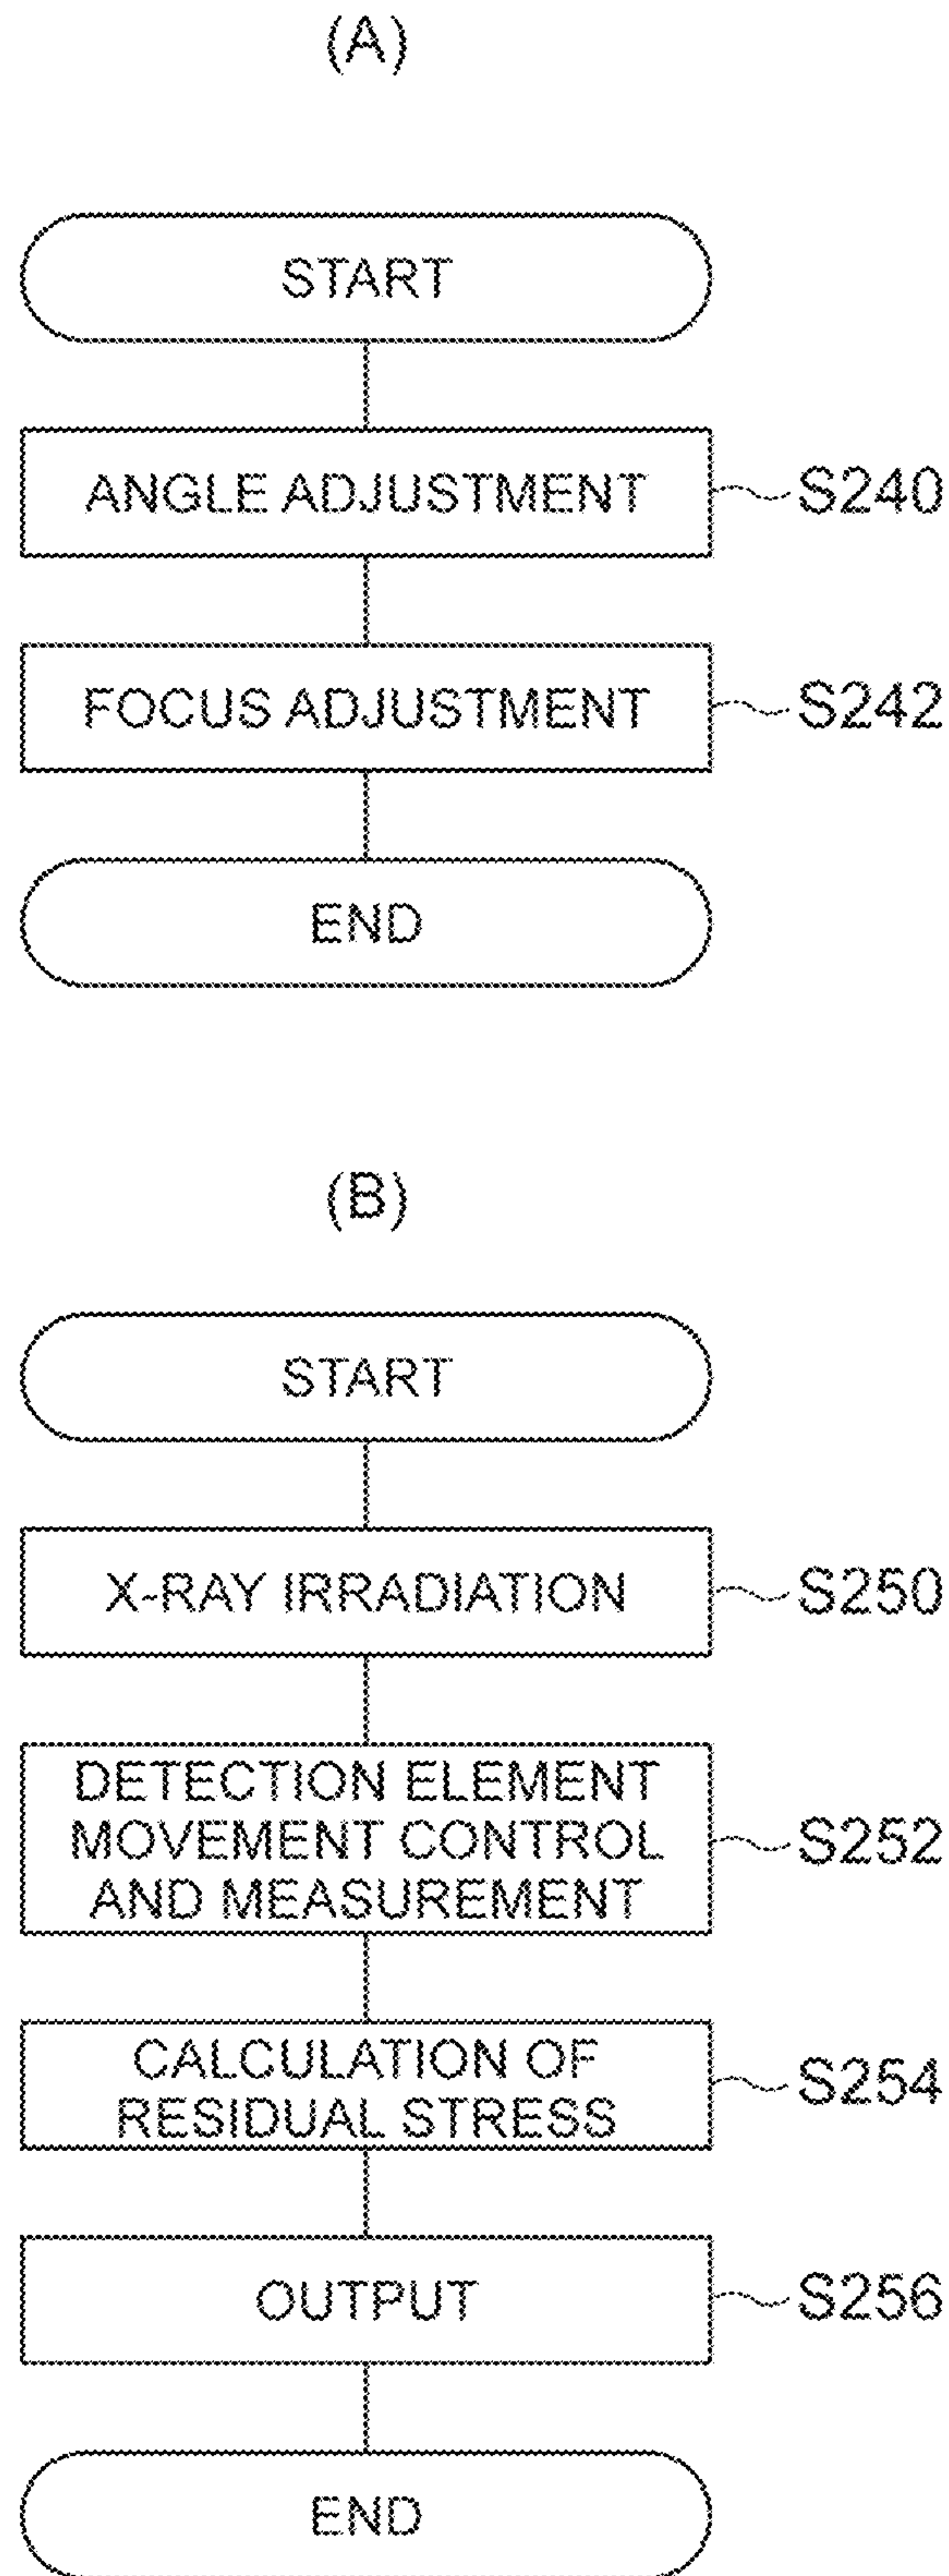 (A)
START
ANGLE ADJUSTMENT
S240
FOCUS ADJUSTMENT
S242
END
(B)
START
X-RAY IRRADIATION
S250
DETECTION ELEMENT
MOVEMENT CONTROL
AND MEASUREMENT
S252
CALCULATION OF
RESIDUAL STRESS
S254
OUTPUT
S256
END